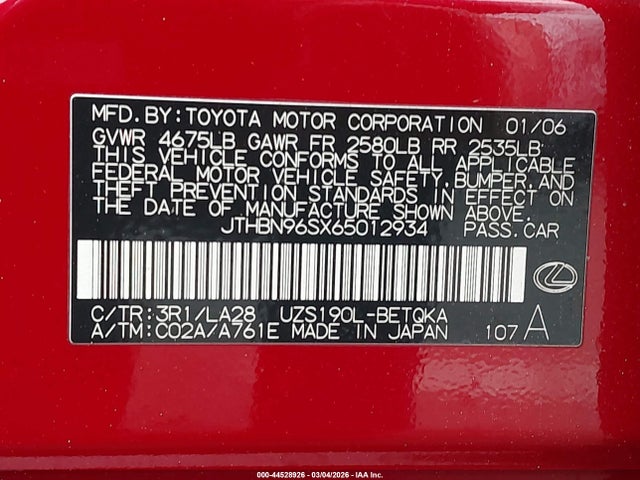 MFD.BY:TOYOTA MOTOR CORPORATION 01/06
GVWR 4675LB GAWR FR 2580LB RR 2535LB
THIS VEHICLE CONFORMS TO ALL APPLICABLE
FEDERAL MOTOR VEHICLE SAFETY,BUMPER,AND
THEFT PREVENTION STANDARDS IN EFFECT ON
THE DATE OF MANUFACTURE SHOWN ABOVE.
JTHBN96SX65012934 PASS.CAR
C/TR:3R1/LA28 UZS190L-BETQKA
A/TM:C02A/A761E MADE IN JAPAN 107 A
000-44528926 - 03/04/2026 - IAA Inc.